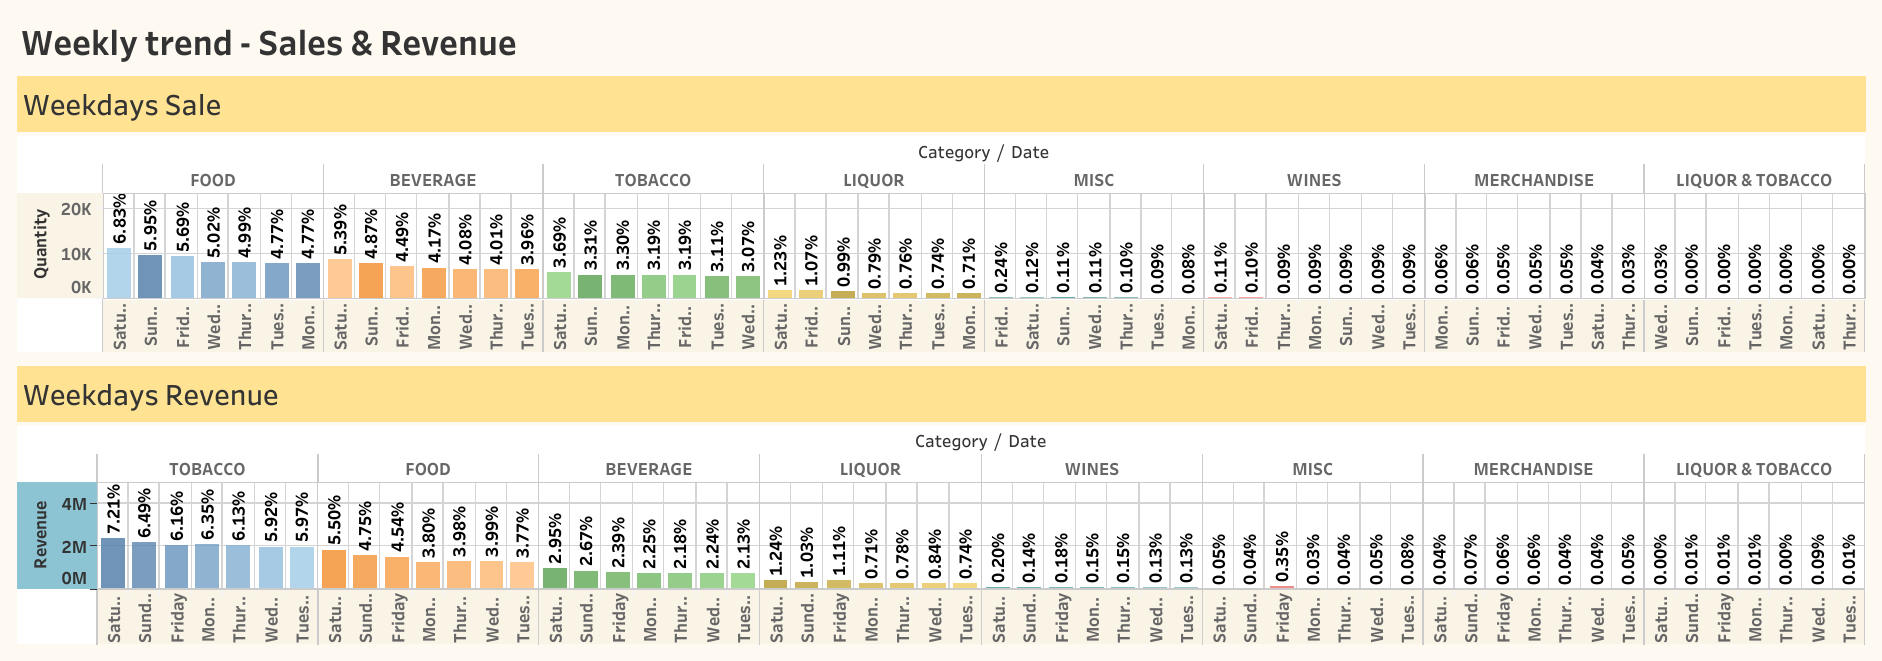 Weekly trend - Sales & Revenue
Weekdays Sale
Category / Date
FOOD BEVERAGE TOBACCO LIQUOR MISC WINES MERCHANDISE LIQUOR & TOBACCO
Quantity
20K
10K
0K
6.83% 5.95% 5.69% 5.02% 4.99% 4.77% 4.77% 5.39% 4.87% 4.49% 4.17% 4.08% 4.01% 3.96% 3.69% 3.31% 3.30% 3.19% 3.19% 3.11% 3.07% 1.23% 1.07% 0.99% 0.79% 0.76% 0.74% 0.71% 0.24% 0.12% 0.11% 0.11% 0.10% 0.09% 0.08% 0.11% 0.10% 0.09% 0.09% 0.09% 0.09% 0.09% 0.06% 0.06% 0.05% 0.05% 0.05% 0.04% 0.03% 0.03% 0.00% 0.00% 0.00% 0.00% 0.00% 0.00%
Satu.. Sun.. Frid.. Wed.. Thur.. Tues.. Mon.. Satu.. Sun.. Frid.. Mon.. Wed.. Thur.. Tues.. Satu.. Sun.. Mon.. Thur.. Frid.. Tues.. Wed.. Satu.. Frid.. Sun.. Wed.. Thur.. Tues.. Mon.. Frid.. Satu.. Sun.. Wed.. Thur.. Tues.. Mon.. Satu.. Frid.. Thur.. Mon.. Sun.. Wed.. Tues.. Mon.. Sun.. Frid.. Wed.. Tues.. Satu.. Thur.. Wed.. Sun.. Frid.. Tues.. Mon.. Satu.. Thur..
Weekdays Revenue
Category / Date
TOBACCO FOOD BEVERAGE LIQUOR WINES MISC MERCHANDISE LIQUOR & TOBACCO
Revenue
4M
2M
0M
7.21% 6.49% 6.16% 6.35% 6.13% 5.92% 5.97% 5.50% 4.75% 4.54% 3.80% 3.98% 3.99% 3.77% 2.95% 2.67% 2.39% 2.25% 2.18% 2.24% 2.13% 1.24% 1.03% 1.11% 0.71% 0.78% 0.84% 0.74% 0.20% 0.14% 0.18% 0.15% 0.15% 0.13% 0.13% 0.05% 0.04% 0.35% 0.03% 0.04% 0.05% 0.08% 0.04% 0.07% 0.06% 0.06% 0.04% 0.04% 0.05% 0.00% 0.01% 0.01% 0.01% 0.00% 0.09% 0.01%
Satu.. Sund.. Friday Mon.. Thur.. Wed.. Tues.. Satu.. Sund.. Friday Mon.. Thur.. Wed.. Tues.. Satu.. Sund.. Friday Mon.. Thur.. Wed.. Tues.. Satu.. Sund.. Friday Mon.. Thur.. Wed.. Tues.. Satu.. Sund.. Friday Mon.. Thur.. Wed.. Tues.. Satu.. Sund.. Friday Mon.. Thur.. Wed.. Tues.. Satu.. Sund.. Friday Mon.. Thur.. Wed.. Tues.. Satu.. Sund.. Friday Mon.. Thur.. Wed.. Tues..